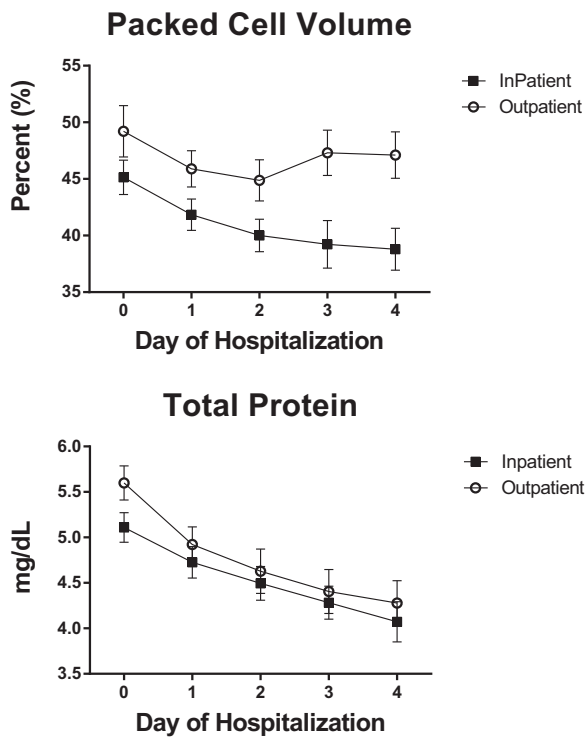 Packed Cell Volume
55
50
45
40
35
Percent (%)
0 1 2 3 4
Day of Hospitalization
InPatient
Outpatient
Total Protein
6.0
5.5
5.0
4.5
4.0
3.5
mg/dL
0 1 2 3 4
Day of Hospitalization
Inpatient
Outpatient